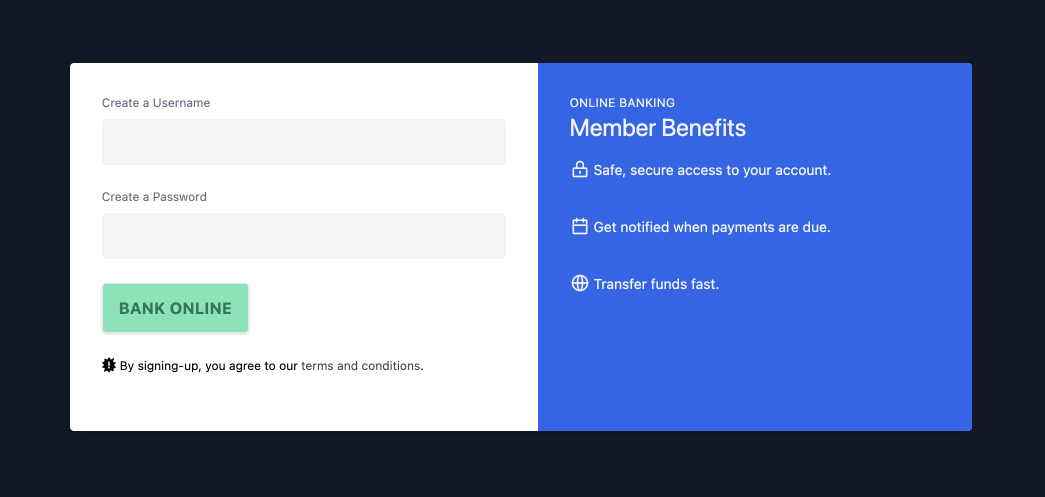 Create a Username
Create a Password
BANK ONLINE
By signing-up, you agree to our terms and conditions.
ONLINE BANKING
Member Benefits
Safe, secure access to your account.
Get notified when payments are due.
Transfer funds fast.